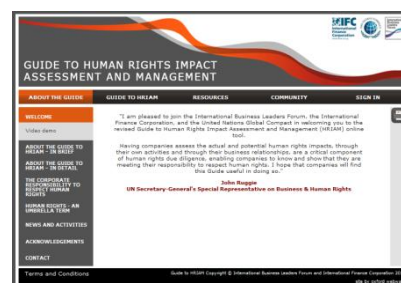 IFC
International
Finance
Corporation
GUIDE TO HUMAN RIGHTS IMPACT
ASSESSMENT AND MANAGEMENT
ABOUT THE GUIDE
GUIDE TO HRIAM
RESOURCES
COMMUNITY
SIGN IN
WELCOME
Video demo
ABOUT THE GUIDE TO
HRIAM - IN BRIEF
ABOUT THE GUIDE TO
HRIAM - IN DETAIL
THE CORPORATE
RESPONSIBILITY TO
RESPECT HUMAN
RIGHTS
HUMAN RIGHTS - AN
UMBRELLA TERM
NEWS AND ACTIVITIES
ACKNOWLEDGEMENTS
CONTACT
"I am pleased to join the International Business Leaders Forum, the International
Finance Corporation, and the United Nations Global Compact in welcoming you to the
revised Guide to Human Rights Impact Assessment and Management (HRIAM) online
tool.
Having companies assess the actual and potential human rights impacts, through
their own activities and through their business relationships, are a critical component
of human rights due diligence, enabling companies to know and show that they are
meeting their responsibility to respect human rights. I hope that companies will find
this Guide useful in doing so."
John Ruggie
UN Secretary-General's Special Representative on Business & Human Rights
Terms and Conditions
Guide to HRIAM Copyright © International Business Leaders Forum and International Finance Corporation 20
site by oxford